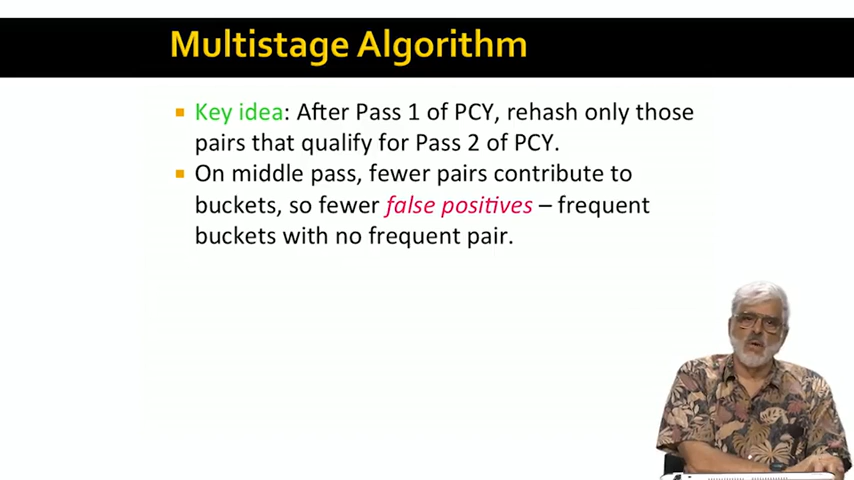 Multistage Algorithm
Key idea: After Pass 1 of PCY, rehash only those
pairs that qualify for Pass 2 of PCY.
On middle pass, fewer pairs contribute to
buckets, so fewer false positives – frequent
buckets with no frequent pair.